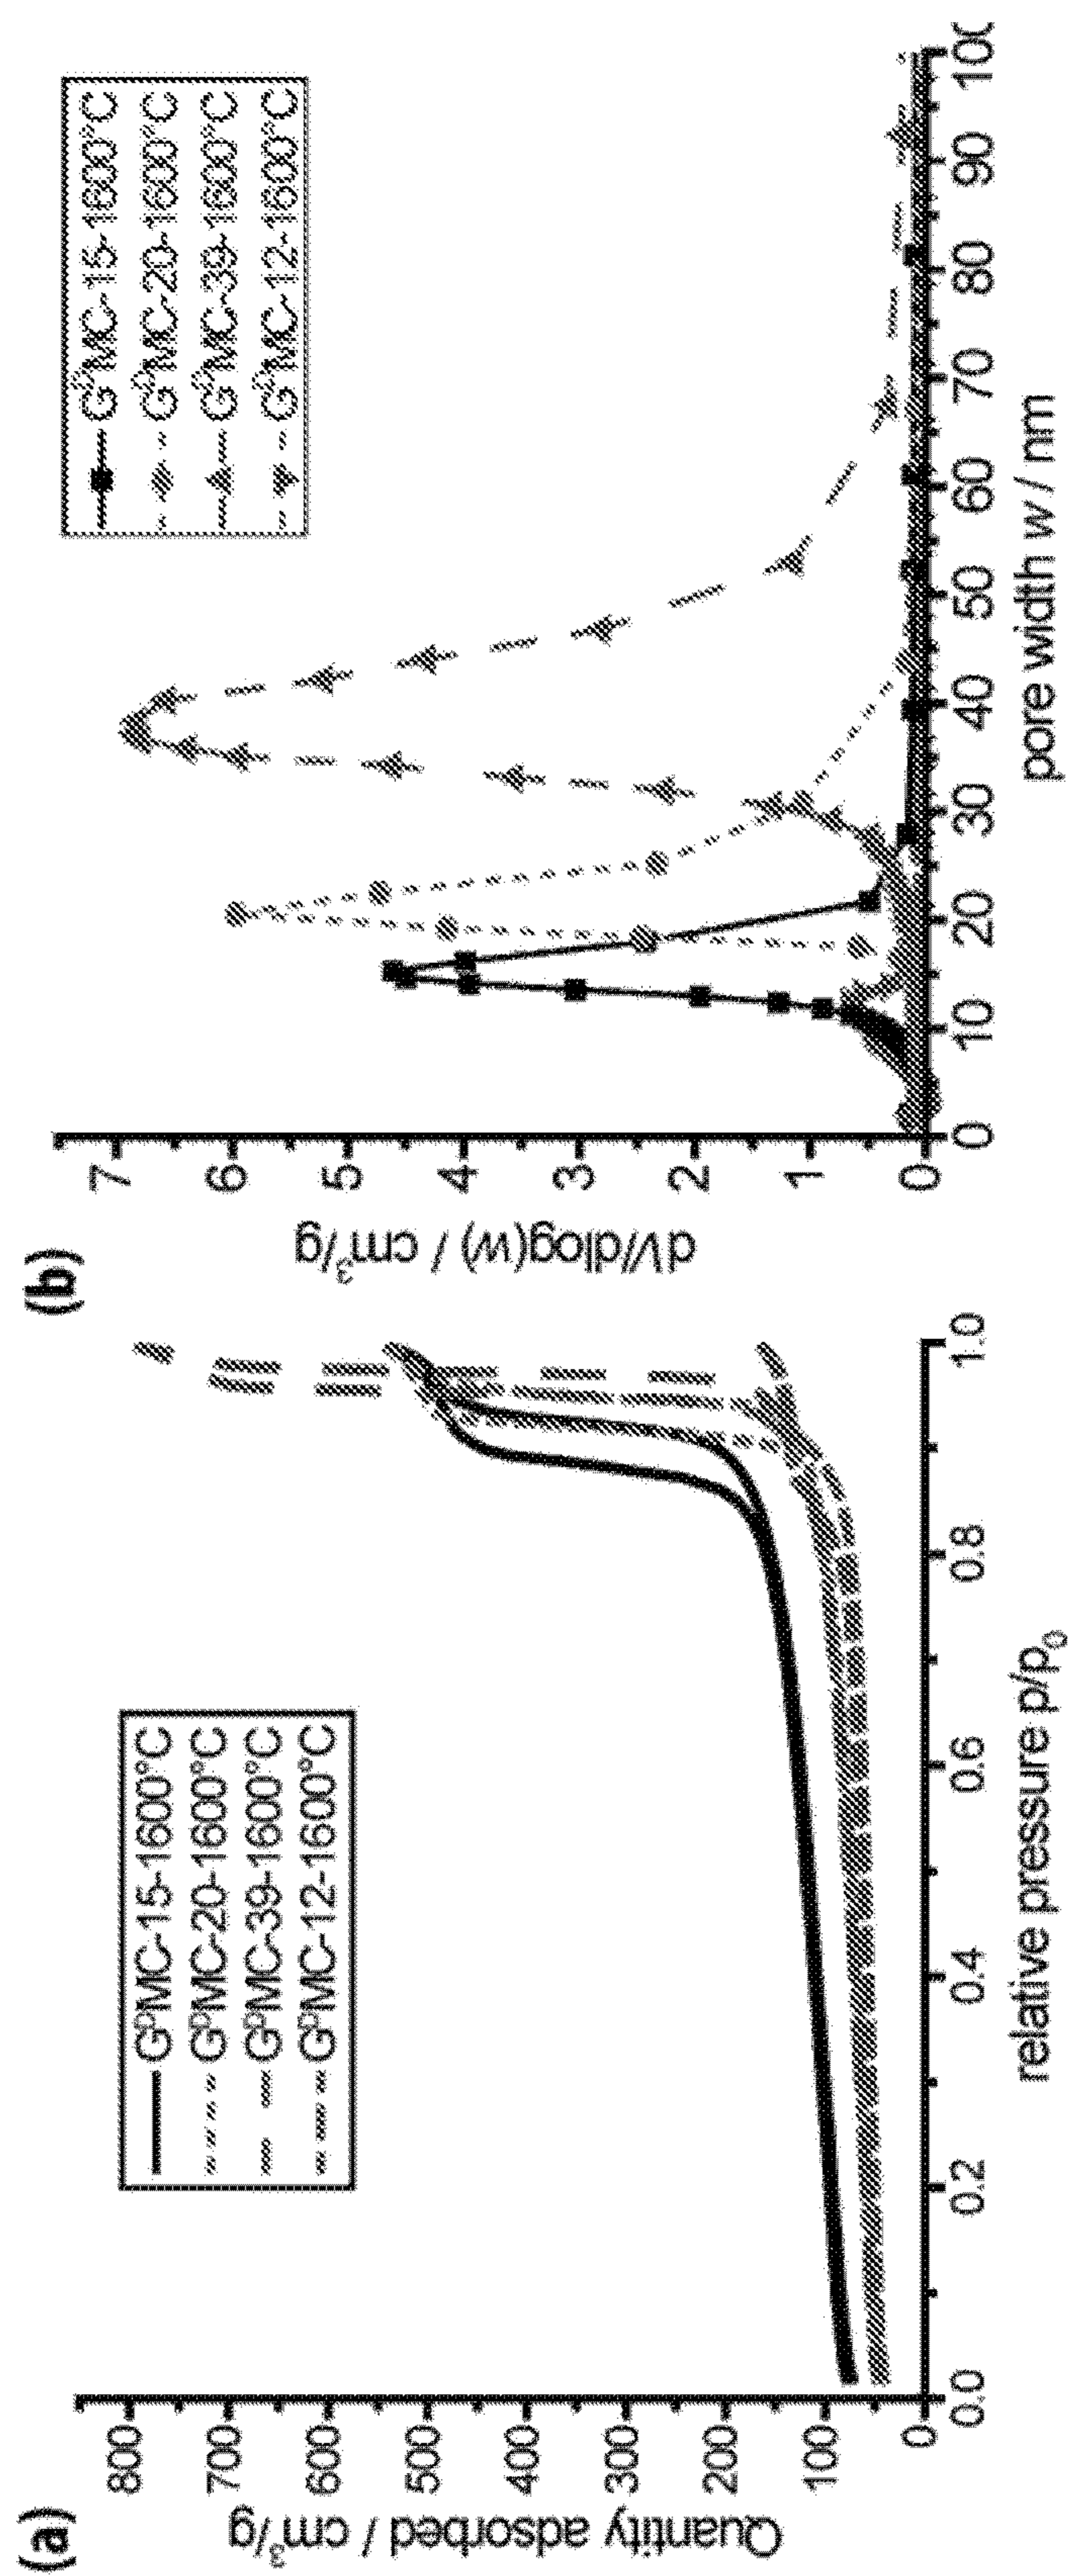 (a)
Quantity adsorbed / cm³/g
800
700
600
500
400
300
200
100
0
GᴰMC-15-1600°C
GᴰMC-20-1600°C
GᴰMC-39-1600°C
GᴰMC-12-1600°C
0.0 0.2 0.4 0.6 0.8 1.0
relative pressure p/p₀
(b)
dV/dlog(w) / cm³/g
7
6
5
4
3
2
1
0
GᴰMC-15-1600°C
GᴰMC-20-1600°C
GᴰMC-39-1600°C
GᴰMC-12-1600°C
0 10 20 30 40 50 60 70 80 90 100
pore width w / nm